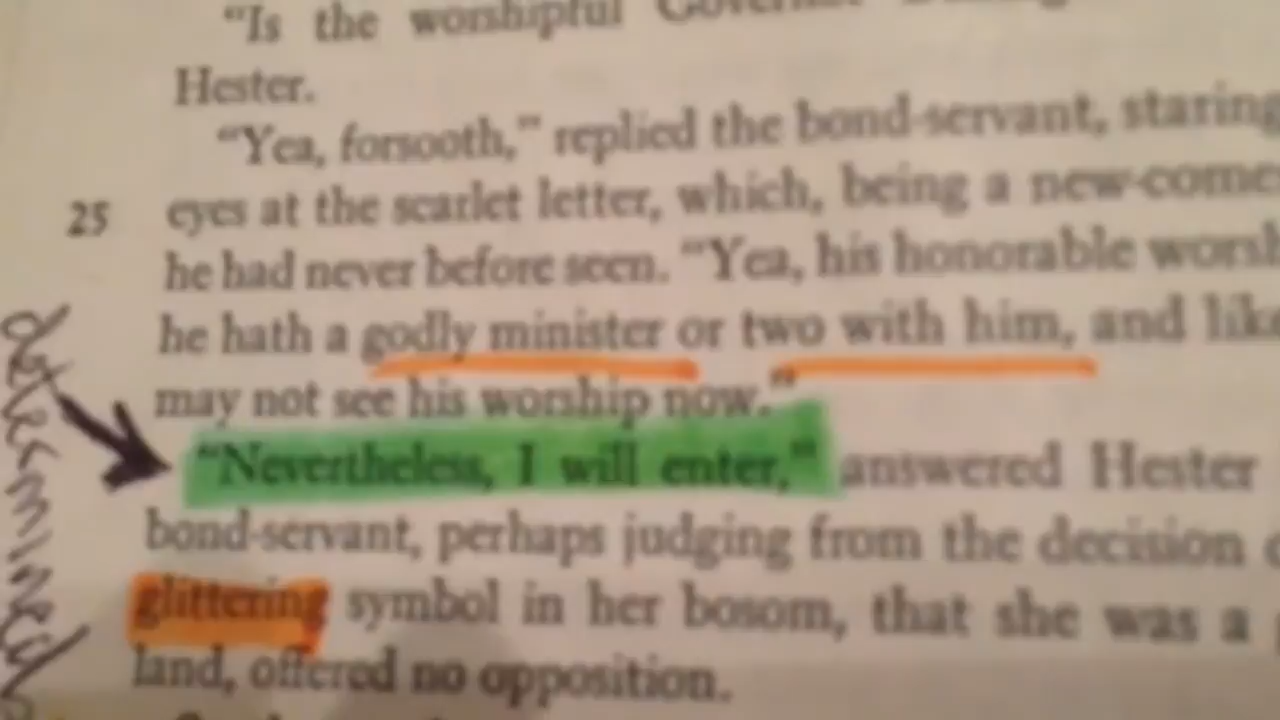 "Is the worshipful Governor
Hester.
"Yea, forsooth," replied the bond-servant, staring
25 eyes at the scarlet letter, which, being a new-come
he had never before seen. "Yea, his honorable worsh
he hath a godly minister or two with him, and like
may not see his worship now."
"Nevertheless, I will enter," answered Hester
bond-servant, perhaps judging from the decision
glittering symbol in her bosom, that she was a
land, offered no opposition.
determined